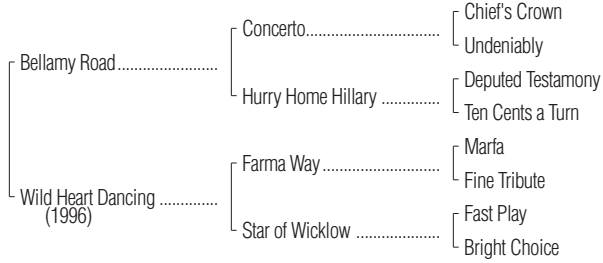 Chief's Crown
Concerto
Undeniably
Bellamy Road
Deputed Testamony
Hurry Home Hillary
Ten Cents a Turn
Marfa
Farma Way
Fine Tribute
Wild Heart Dancing
(1996)
Fast Play
Star of Wicklow
Bright Choice